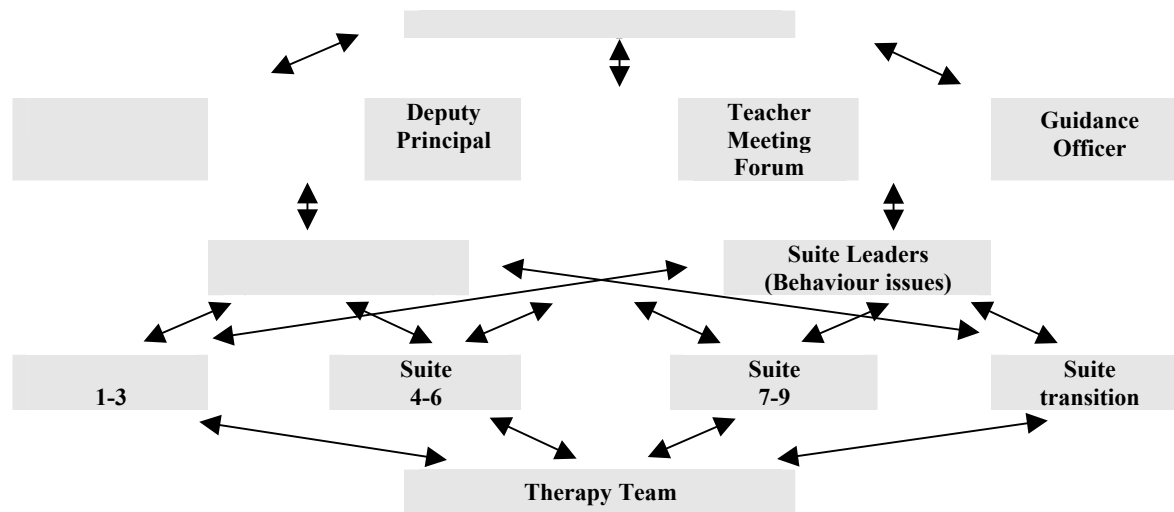 Deputy
Principal
Teacher
Meeting
Forum
Guidance
Officer
Suite Leaders
(Behaviour issues)
1-3
Suite
4-6
Suite
7-9
Suite
transition
Therapy Team